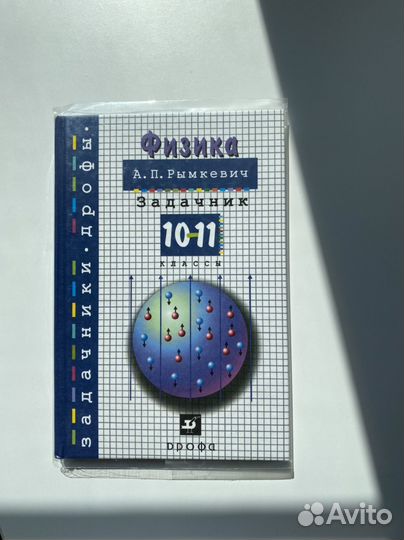 Физика
А.П.Рымкевич
Задачник
10-11
КЛАССЫ
дрофа
задачники·дрофы·
Avito